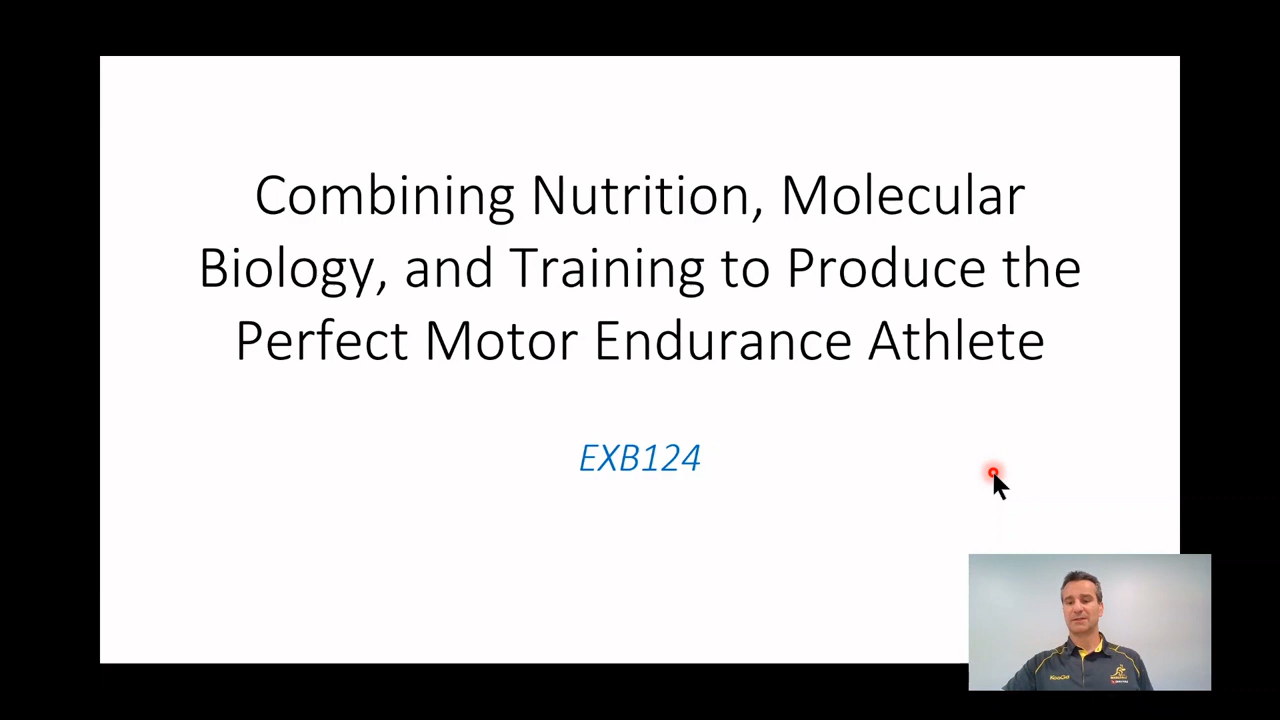 Combining Nutrition, Molecular
Biology, and Training to Produce the
Perfect Motor Endurance Athlete
EXB124